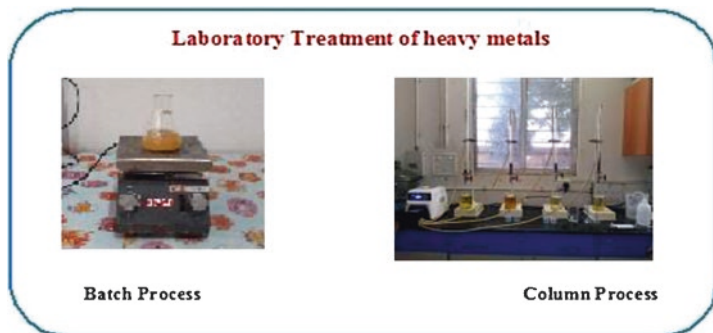 Laboratory Treatment of heavy metals
Batch Process
Column Process